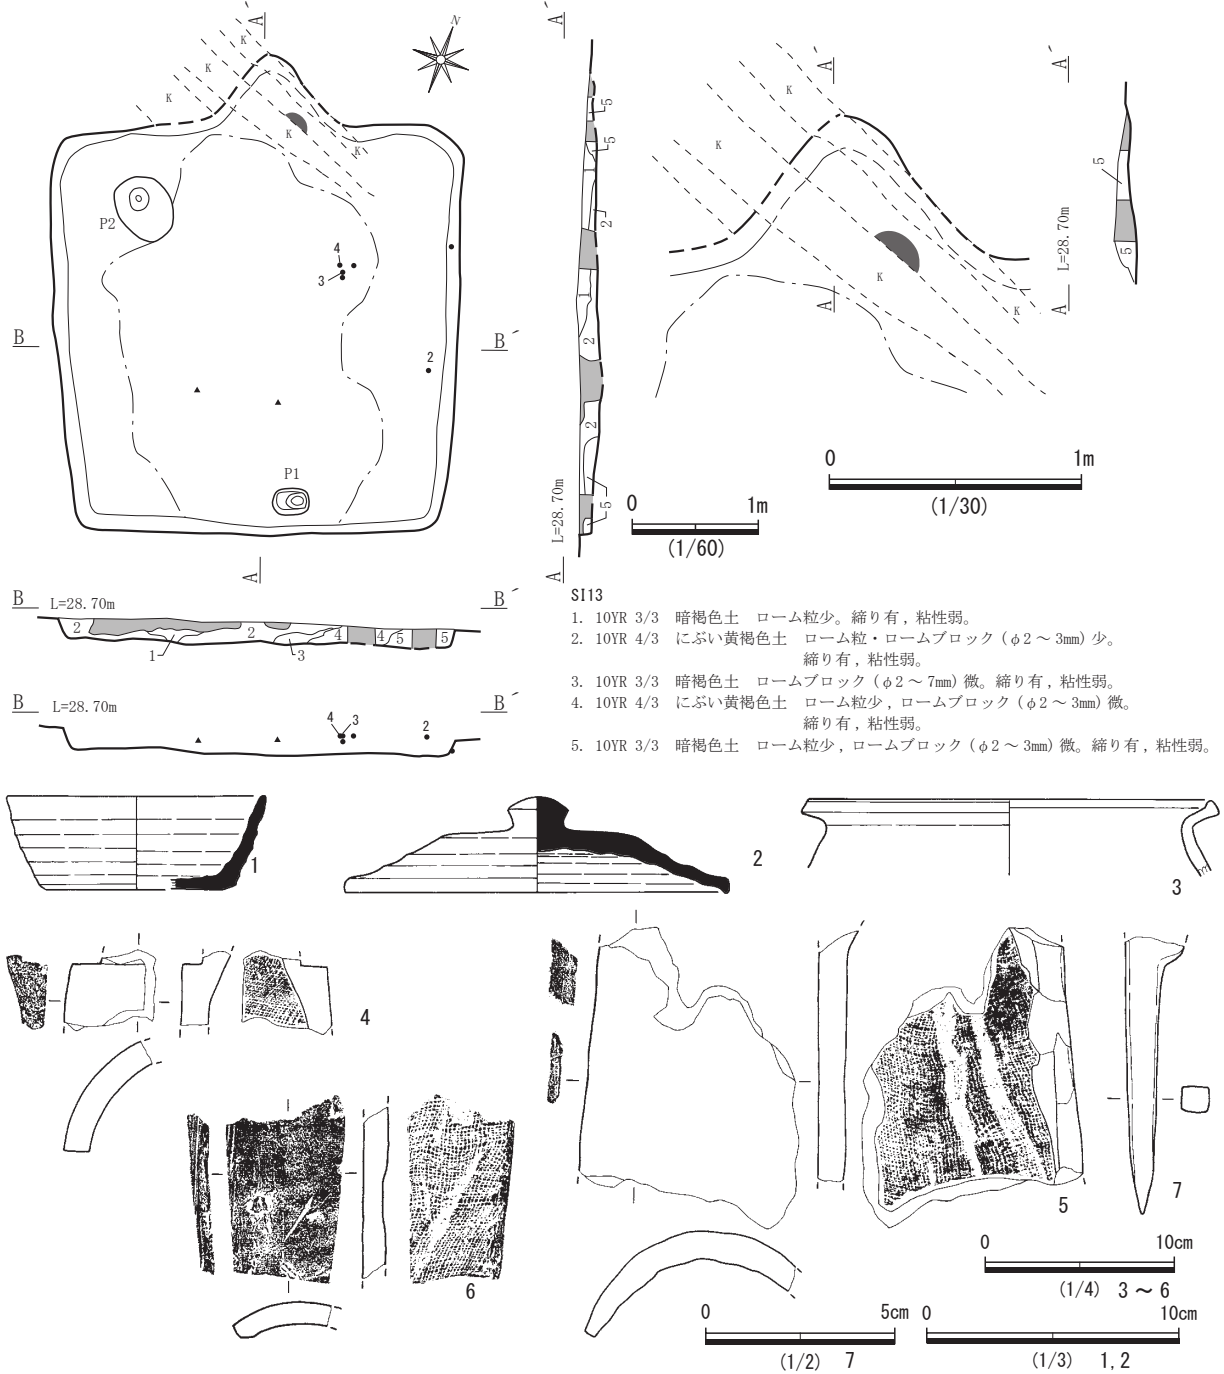 A A´ A´ A´ A´
N
K
K
K
K
K
K
K
K
P2
4
3
5
5
2
5
5
L=28.70m
A
A
B B´
2
2
2
P1
5
L=28.70m
0 1m
(1/60)
0 1m
(1/30)
A
A
B L=28.70m B´
2 2 4 4 5 5
1 3
B L=28.70m B´
4 3 2
SI13
1. 10YR 3/3 暗褐色土 ローム粒少。締り有，粘性弱。
2. 10YR 4/3 にぶい黄褐色土 ローム粒・ロームブロック（φ2～3mm）少。
締り有，粘性弱。
3. 10YR 3/3 暗褐色土 ロームブロック（φ2～7mm）微。締り有，粘性弱。
4. 10YR 4/3 にぶい黄褐色土 ローム粒少，ロームブロック（φ2～3mm）微。
締り有，粘性弱。
5. 10YR 3/3 暗褐色土 ローム粒少，ロームブロック（φ2～3mm）微。締り有，粘性弱。
1
2
3
4
5
6
7
0 10cm
(1/4) 3～6
0 5cm
(1/2) 7
0 10cm
(1/3) 1,2